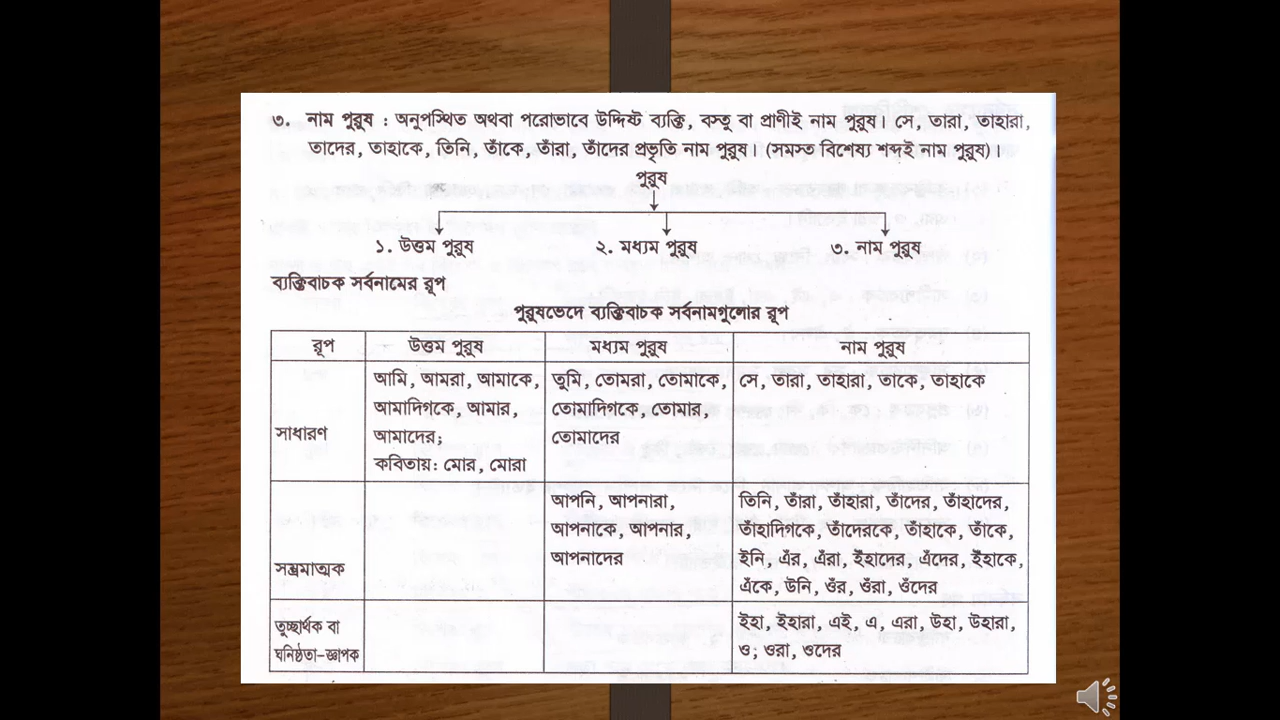 ৩. নাম পুরুষ : অনুপস্থিত অথবা পরোভাবে উদ্দিষ্ট ব্যক্তি, বস্তু বা প্রাণীই নাম পুরুষ। সে, তারা, তাহারা,
তাদের, তাহাকে, তিনি, তাঁকে, তাঁরা, তাঁদের প্রভৃতি নাম পুরুষ। (সমস্ত বিশেষ্য শব্দই নাম পুরুষ)।
পুরুষ
১. উত্তম পুরুষ ২. মধ্যম পুরুষ ৩. নাম পুরুষ
ব্যক্তিবাচক সর্বনামের রূপ
পুরুষভেদে ব্যক্তিবাচক সর্বনামগুলোর রূপ
রূপ উত্তম পুরুষ মধ্যম পুরুষ নাম পুরুষ
আমি, আমরা, আমাকে, তুমি, তোমরা, তোমাকে, সে, তারা, তাহারা, তাকে, তাহাকে
আমাদিগকে, আমার, তোমাদিগকে, তোমার,
সাধারণ আমাদের; তোমাদের
কবিতায়: মোর, মোরা
আপনি, আপনারা, তিনি, তাঁরা, তাঁহারা, তাঁদের, তাঁহাদের,
আপনাকে, আপনার, তাঁহাদিগকে, তাঁদেরকে, তাঁহাকে, তাঁকে,
আপনাদের ইনি, এঁর, এঁরা, ইঁহাদের, এঁদের, ইঁহাকে,
সম্ভ্রমাত্মক এঁকে, উনি, ওঁর, ওঁরা, ওঁদের
তুচ্ছার্ধক বা ইহা, ইহারা, এই, এ, এরা, উহা, উহারা,
ঘনিষ্ঠতা-জ্ঞাপক ও; ওরা, ওদের